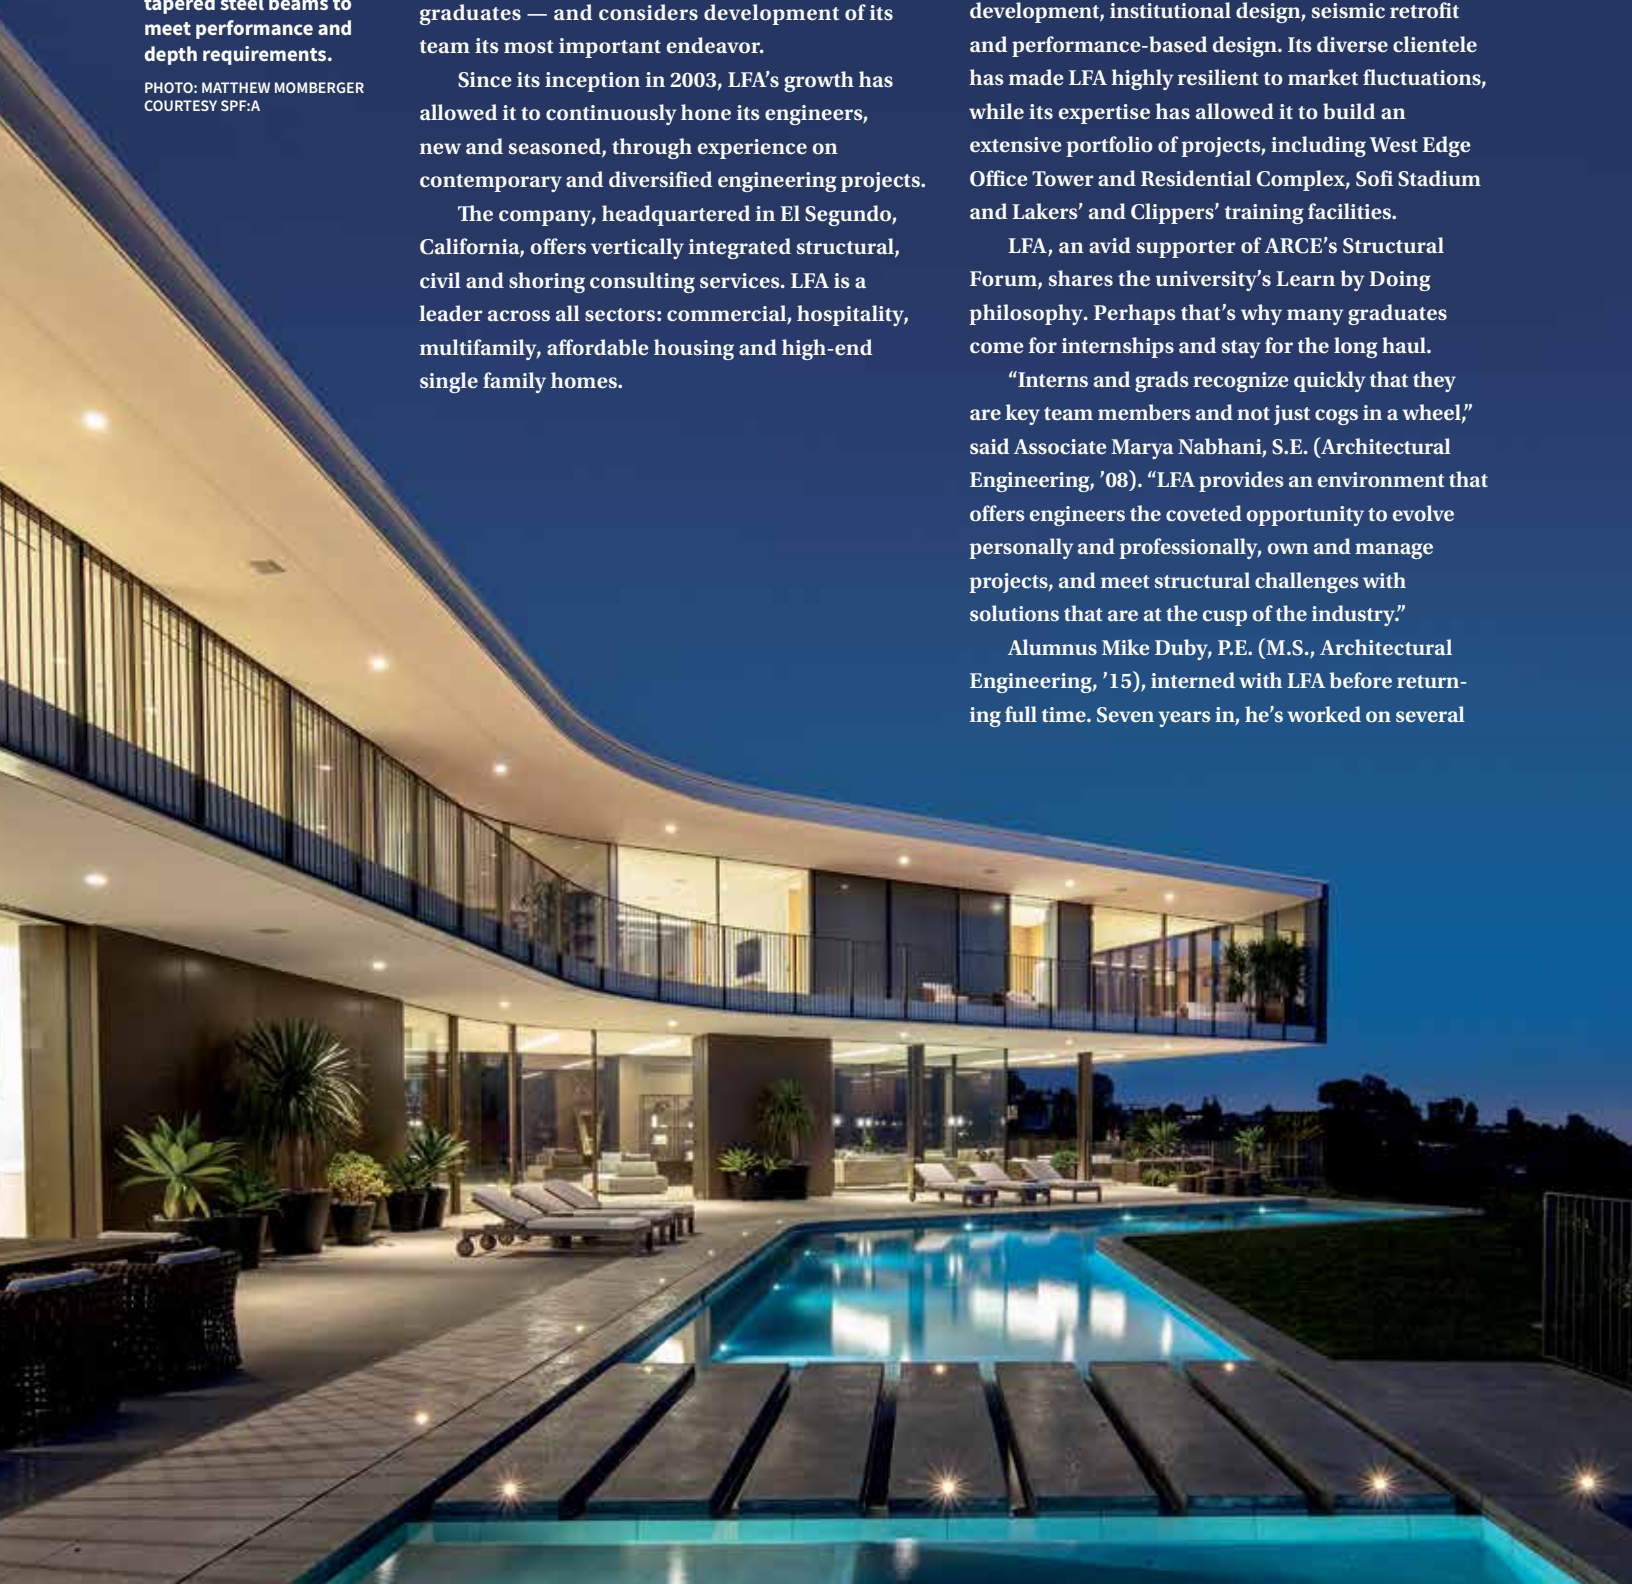 tapered steel beams to
meet performance and
depth requirements.
PHOTO: MATTHEW MOMBERGER
COURTESY SPF:A
graduates — and considers development of its
team its most important endeavor.
Since its inception in 2003, LFA’s growth has
allowed it to continuously hone its engineers,
new and seasoned, through experience on
contemporary and diversified engineering projects.
The company, headquartered in El Segundo,
California, offers vertically integrated structural,
civil and shoring consulting services. LFA is a
leader across all sectors: commercial, hospitality,
multifamily, affordable housing and high-end
single family homes.
development, institutional design, seismic retrofit
and performance-based design. Its diverse clientele
has made LFA highly resilient to market fluctuations,
while its expertise has allowed it to build an
extensive portfolio of projects, including West Edge
Office Tower and Residential Complex, Sofi Stadium
and Lakers’ and Clippers’ training facilities.
LFA, an avid supporter of ARCE’s Structural
Forum, shares the university’s Learn by Doing
philosophy. Perhaps that’s why many graduates
come for internships and stay for the long haul.
“Interns and grads recognize quickly that they
are key team members and not just cogs in a wheel,”
said Associate Marya Nabhani, S.E. (Architectural
Engineering, ’08). “LFA provides an environment that
offers engineers the coveted opportunity to evolve
personally and professionally, own and manage
projects, and meet structural challenges with
solutions that are at the cusp of the industry.”
Alumnus Mike Duby, P.E. (M.S., Architectural
Engineering, ’15), interned with LFA before return-
ing full time. Seven years in, he’s worked on several